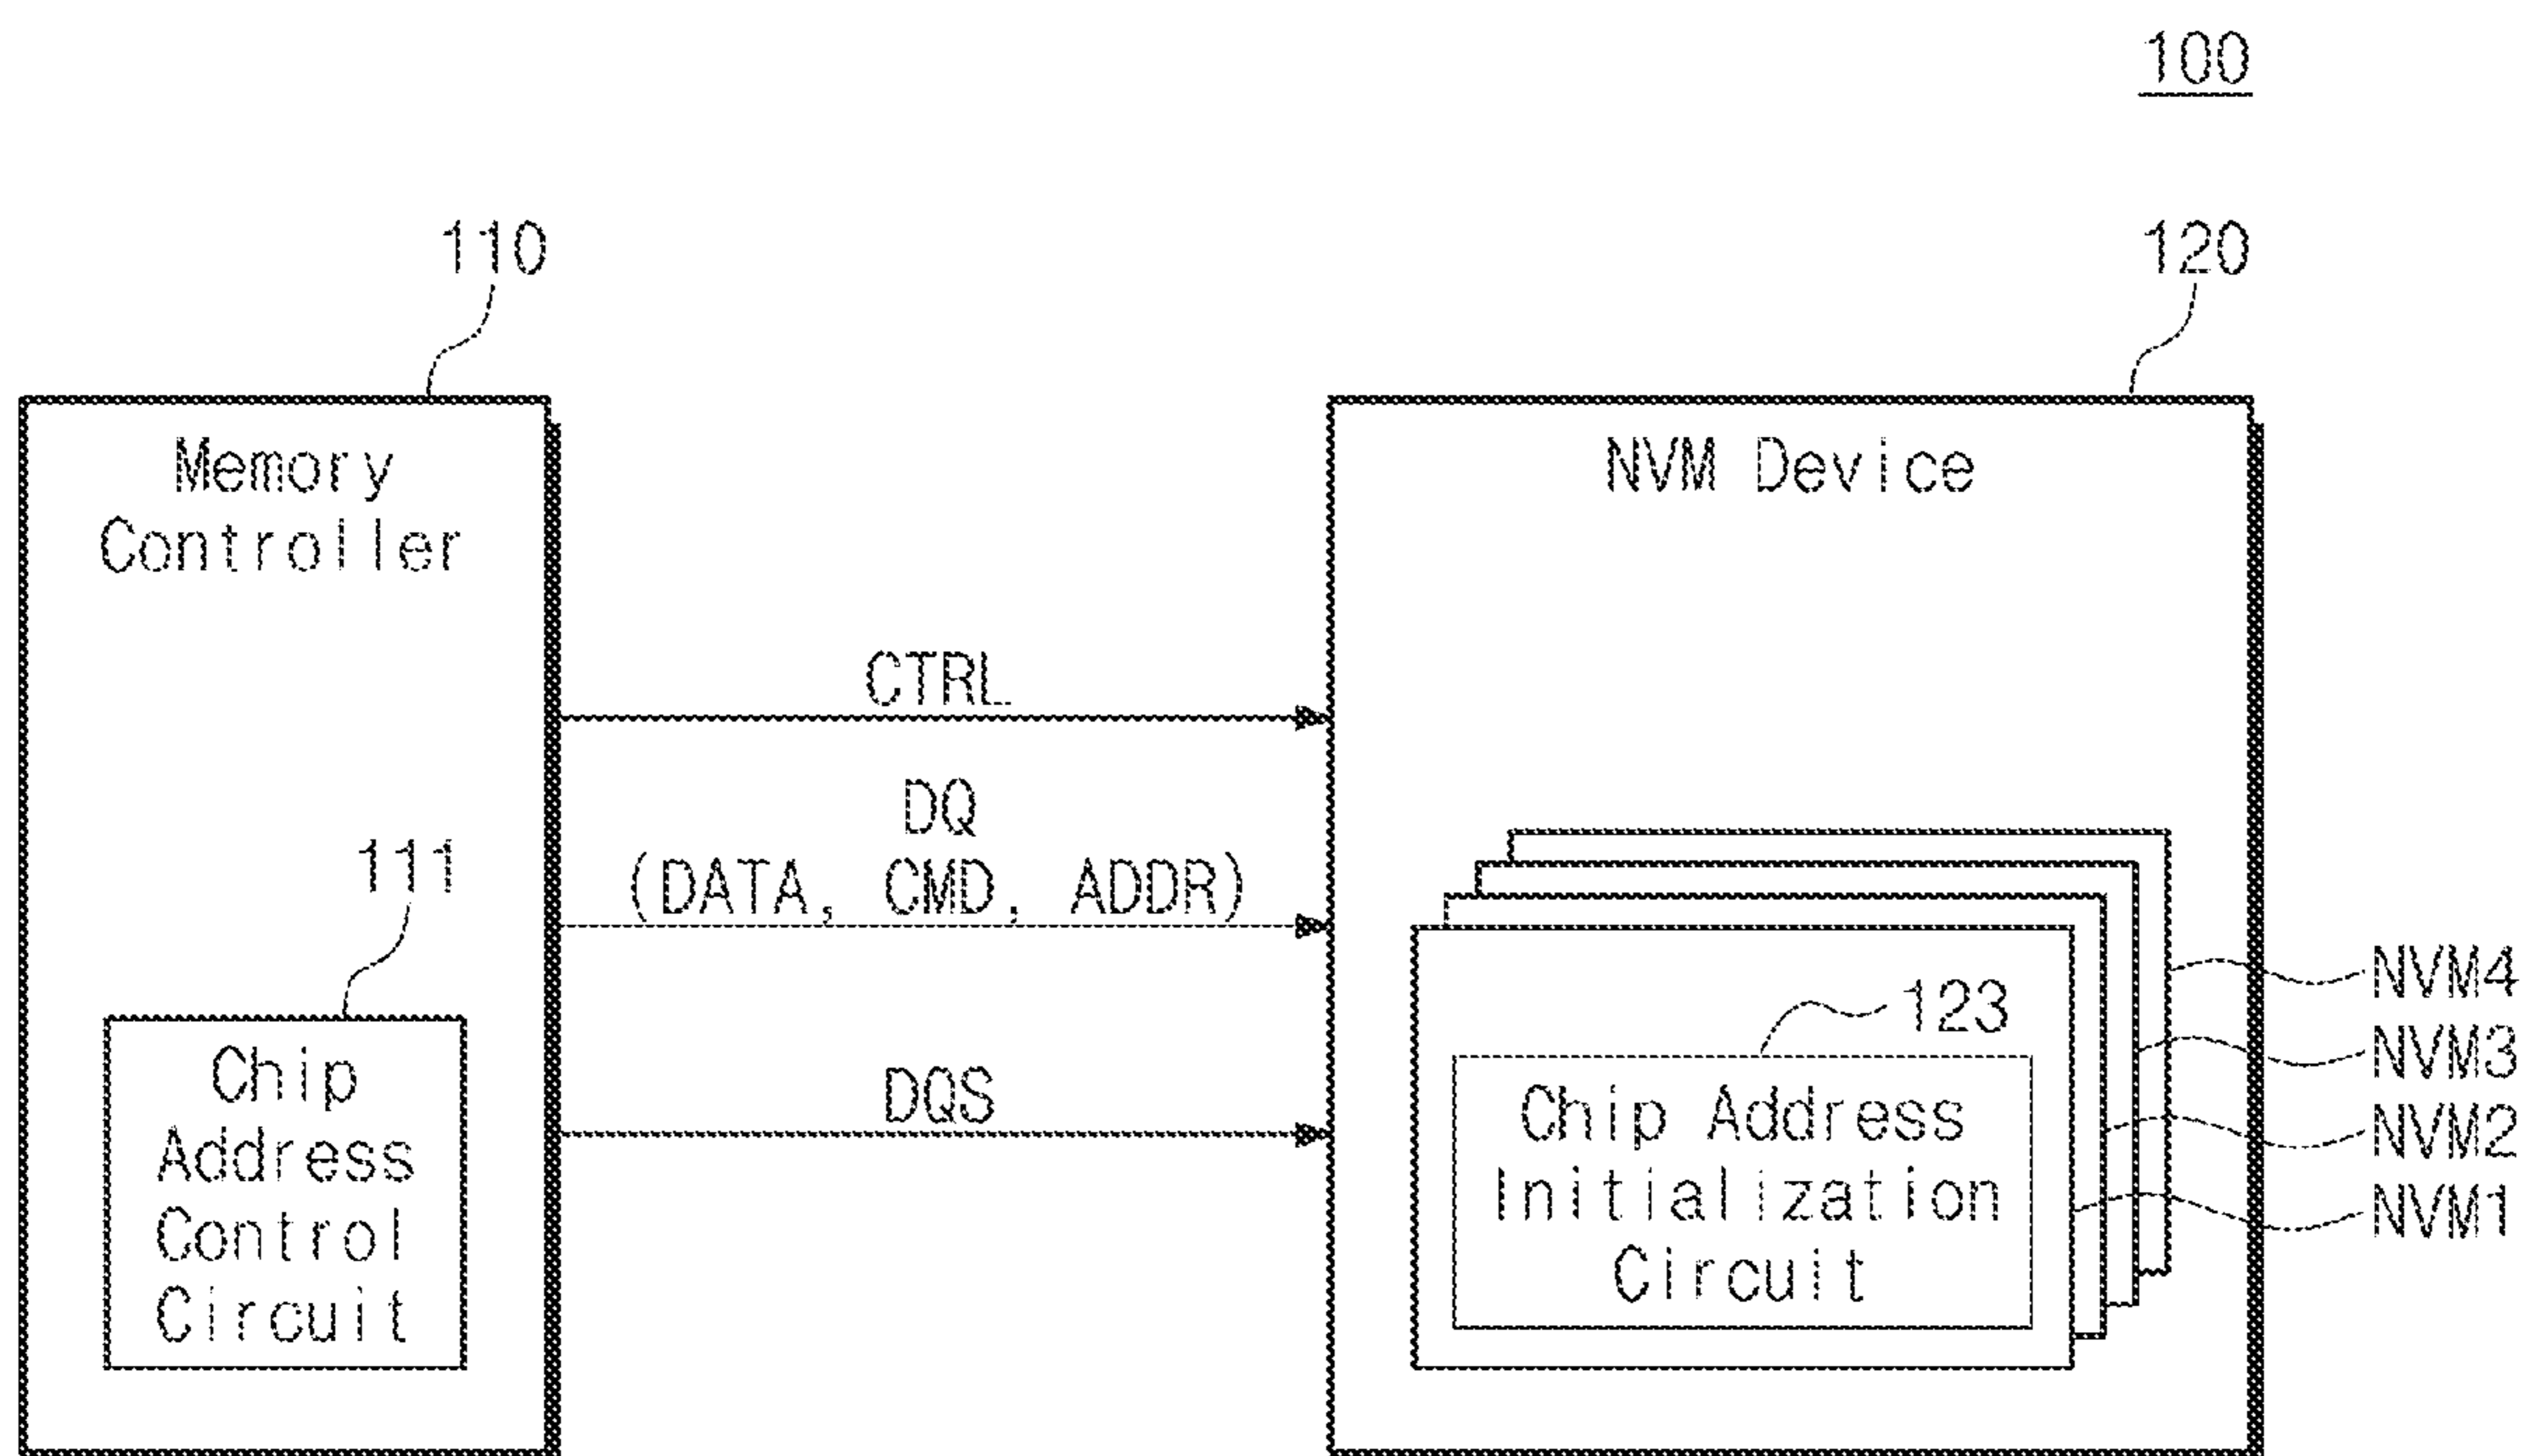 100
110
120
Memory
Controller
NVM Device
CTRL
DQ
(DATA, CMD, ADDR)
DQS
111
Chip
Address
Control
Circuit
123
Chip Address
Initialization
Circuit
NVM4
NVM3
NVM2
NVM1